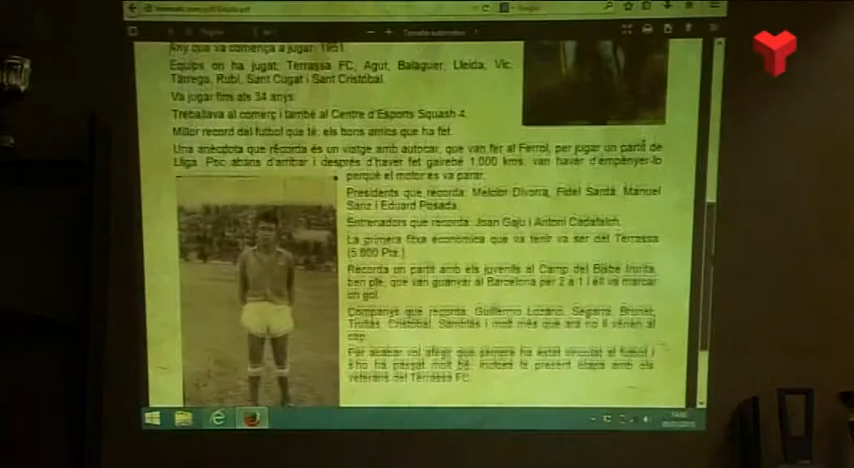 Any que va començar a jugar: 1951.
Equips on ha jugat: Terrassa FC, Agut, Balaguer, Lleida, Vic,
Tàrrega, Rubí, Sant Cugat i Sant Cristòbal.
Va jugar fins als 34 anys.
Treballava al comerç i també al Centre d'Esports Squash 4.
Millor record del futbol que té: els bons amics que ha fet.
Una anècdota que recorda és un viatge amb autocar, que van fer al Ferrol, per jugar un partit de
Lliga. Poc abans d'arribar i després d'haver fet gairebé 1.000 kms. van haver d'empènyer-lo
perquè el motor es va parar.
Presidents que recorda: Melcior Divorra, Fidel Sardà, Manuel
Sanz i Eduard Posada.
Entrenadors que recorda: Joan Gaju i Antoni Cadafalch.
La primera fitxa econòmica que va tenir va ser del Terrassa
(5.000 Pta.)
Recorda un partit amb els juvenils al Camp del Bisbe Irurita,
ben ple, que van guanyar al Barcelona per 2 a 1 i ell va marcar
un gol.
Companys que recorda: Guillermo Lozano, Segarra, Brunet,
Cristòbal, i molt més que ara no li vénen al
cap.
Per acabar vol afegir que sempre ha estat vinculat al futbol i
s'ho ha passat molt bé, inclosa la present etapa amb els
veterans del Terrassa FC.